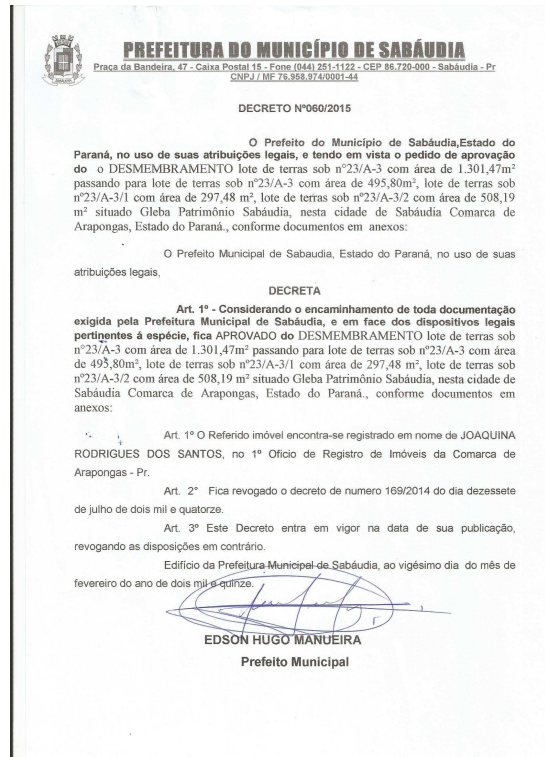 PREFEITURA DO MUNICÍPIO DE SABÁUDIA
Praça da Bandeira, 47 - Caixa Postal 15 - Fone (044) 251-1122 - CEP 86.720-000 - Sabáudia - Pr
CNPJ / MF 76.958.974/0001-44
DECRETO Nº060/2015
O Prefeito do Município de Sabáudia,Estado do
Paraná, no uso de suas atribuições legais, e tendo em vista o pedido de aprovação
do o DESMEMBRAMENTO lote de terras sob n°23/A-3 com área de 1.301,47m²
passando para lote de terras sob nº23/A-3 com área de 495,80m², lote de terras sob
nº23/A-3/1 com área de 297,48 m², lote de terras sob nº23/A-3/2 com área de 508,19
m² situado Gleba Patrimônio Sabáudia, nesta cidade de Sabáudia Comarca de
Arapongas, Estado do Paraná., conforme documentos em anexos:
O Prefeito Municipal de Sabaudia, Estado do Paraná, no uso de suas
atribuições legais,
DECRETA
Art. 1º - Considerando o encaminhamento de toda documentação
exigida pela Prefeitura Municipal de Sabáudia, e em face dos dispositivos legais
pertinentes á espécie, fica APROVADO do DESMEMBRAMENTO lote de terras sob
n°23/A-3 com área de 1.301,47m² passando para lote de terras sob nº23/A-3 com área
de 495,80m², lote de terras sob nº23/A-3/1 com área de 297,48 m², lote de terras sob
nº23/A-3/2 com área de 508,19 m² situado Gleba Patrimônio Sabáudia, nesta cidade de
Sabáudia Comarca de Arapongas, Estado do Paraná., conforme documentos em
anexos:
Art. 1º O Referido imóvel encontra-se registrado em nome de JOAQUINA
RODRIGUES DOS SANTOS, no 1º Oficio de Registro de Imóveis da Comarca de
Arapongas - Pr.
Art. 2° Fica revogado o decreto de numero 169/2014 do dia dezessete
de julho de dois mil e quatorze.
Art. 3º Este Decreto entra em vigor na data de sua publicação,
revogando as disposições em contrário.
Edifício da Prefeitura Municipal de Sabáudia, ao vigésimo dia do mês de
fevereiro do ano de dois mil e quinze.
EDSON HUGO MANUEIRA
Prefeito Municipal